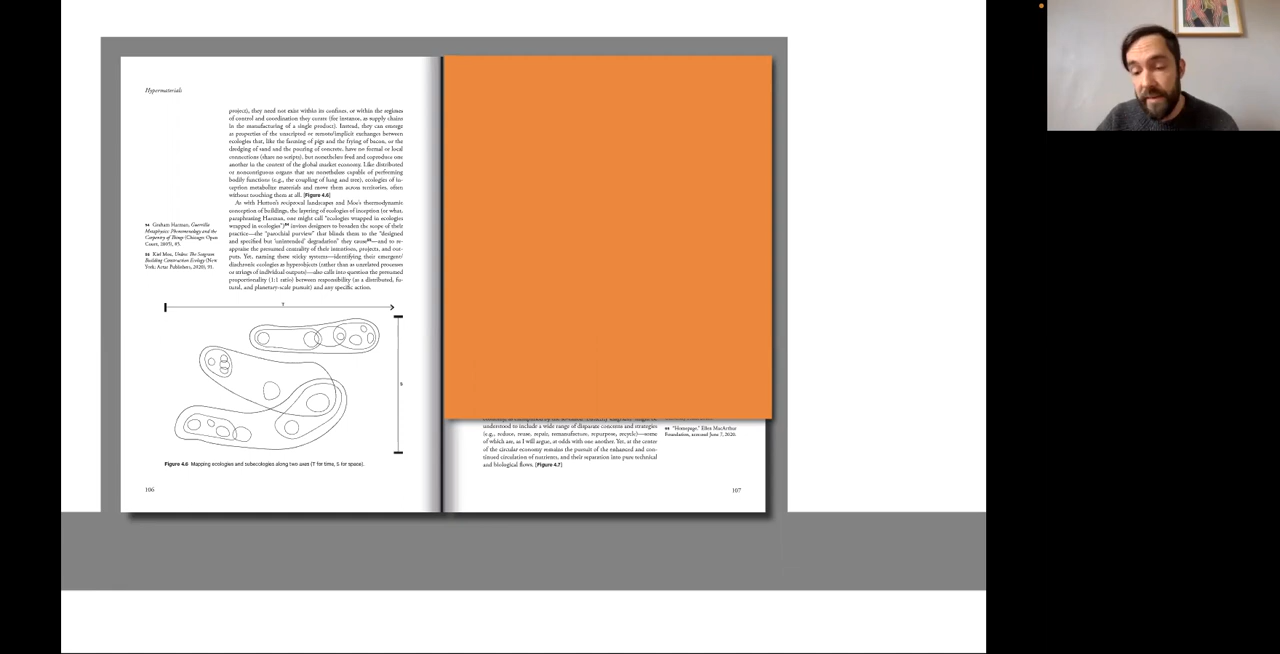 Hypermaterials
project), they need not exist within its confines, or within the regimes
of control and coordination they curate (for instance, as supply chains
in the manufacturing of a single product). Instead, they can emerge
as properties of the unscripted or remote/implicit exchanges between
ecologies that, like the farming of pigs and the frying of bacon, or the
dredging of sand and the pouring of concrete, have no formal or local
connections (share no scripts), but nonetheless feed and coproduce one
another in the context of the global market economy. Like distributed
or noncontiguous organs that are nonetheless capable of performing
bodily functions (e.g., the coupling of lung and tree), ecologies of in-
ception metabolize materials and move them across territories, often
without touching them at all. [Figure 4.6]
As with Hutton's reciprocal landscapes and Moe's thermodynamic
conception of buildings, the layering of ecologies of inception (or what,
paraphrasing Harman, one might call "ecologies wrapped in ecologies
wrapped in ecologies")54 invites designers to broaden the scope of their
practice—the "parochial purview" that blinds them to the "designed
and specified but 'unintended' degradation" they cause55—and to re-
appraise the presumed centrality of their intentions, projects, and out-
puts. Yet, naming these sticky systems—identifying their emergent/
diachronic ecologies as hyperobjects (rather than as unrelated processes
or strings of individual outputs)—also calls into question the presumed
proportionality (1:1 ratio) between responsibility (as a distributed, fu-
tural, and planetary-scale pursuit) and any specific action.
54 Graham Harman, Guerrilla
Metaphysics: Phenomenology and the
Carpentry of Things (Chicago: Open
Court, 2005), 85.
55 Kiel Moe, Unless: The Seagram
Building Construction Ecology (New
York: Actar Publishers, 2020), 91.
T
S
Figure 4.6 Mapping ecologies and subecologies along two axes (T for time, S for space).
106
understood to include a wide range of disparate concepts and strategies
(e.g., reduce, reuse, repair, remanufacture, repurpose, recycle)—some
of which are, as I will argue, at odds with one another. Yet, at the center
of the circular economy remains the pursuit of the enhanced and con-
tinued circulation of nutrients, and their separation into pure technical
and biological flows. [Figure 4.7]
"Homepage," Ellen MacArthur
Foundation, accessed June 7, 2020.
107